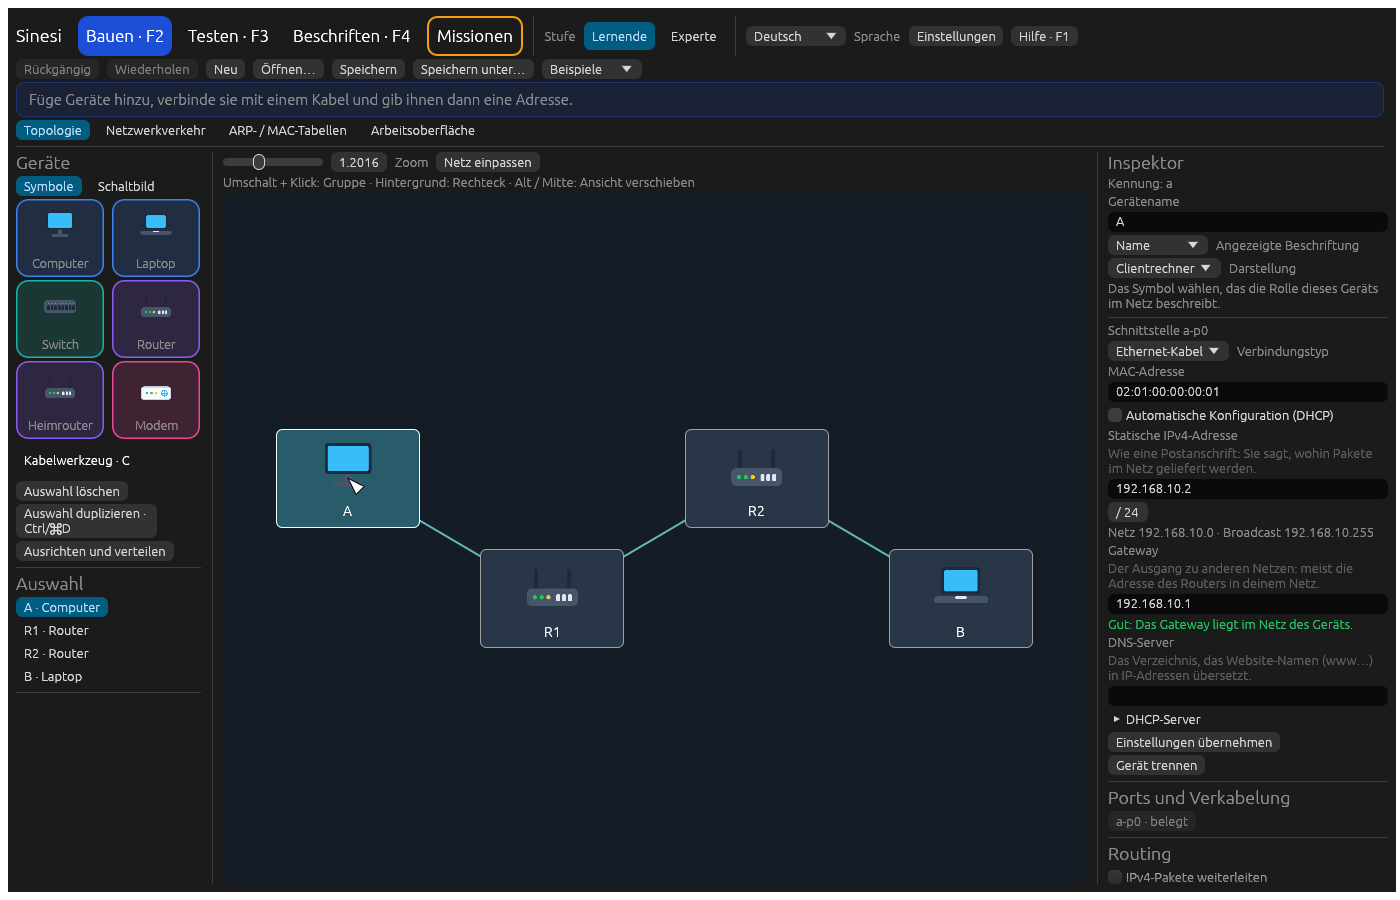 Sinesi Bauen · F2 Testen · F3 Beschriften · F4 Missionen Stufe Lernende Experte Deutsch Sprache Einstellungen Hilfe · F1
Rückgängig Wiederholen Neu Öffnen... Speichern Speichern unter... Beispiele
Füge Geräte hinzu, verbinde sie mit einem Kabel und gib ihnen dann eine Adresse.
Topologie Netzwerkverkehr ARP- / MAC-Tabellen Arbeitsoberfläche
Geräte
Symbole Schaltbild
Computer Laptop
Switch Router
Heimrouter Modem
Kabelwerkzeug · C
Auswahl löschen
Auswahl duplizieren ·
Ctrl/⌘D
Ausrichten und verteilen
Auswahl
A · Computer
R1 · Router
R2 · Router
B · Laptop
1.2016 Zoom Netz einpassen
Umschalt + Klick: Gruppe · Hintergrund: Rechteck · Alt / Mitte: Ansicht verschieben
A
R2
R1
B
Inspektor
Kennung: a
Gerätename
A
Name Angezeigte Beschriftung
Clientrechner Darstellung
Das Symbol wählen, das die Rolle dieses Geräts
im Netz beschreibt.
Schnittstelle a-p0
Ethernet-Kabel Verbindungstyp
MAC-Adresse
02:01:00:00:00:01
Automatische Konfiguration (DHCP)
Statische IPv4-Adresse
Wie eine Postanschrift: Sie sagt, wohin Pakete
im Netz geliefert werden.
192.168.10.2
/ 24
Netz 192.168.10.0 · Broadcast 192.168.10.255
Gateway
Der Ausgang zu anderen Netzen: meist die
Adresse des Routers in deinem Netz.
192.168.10.1
Gut: Das Gateway liegt im Netz des Geräts.
DNS-Server
Das Verzeichnis, das Website-Namen (www...)
in IP-Adressen übersetzt.
DHCP-Server
Einstellungen übernehmen
Gerät trennen
Ports und Verkabelung
a-p0 · belegt
Routing
IPv4-Pakete weiterleiten